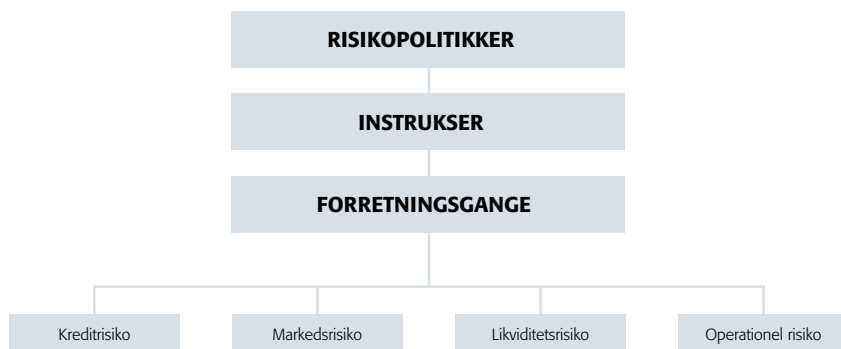 RISIKOPOLITIKKER
INSTRUKSER
FORRETNINGSGANGE
Kreditrisiko
Markedsrisiko
Likviditetsrisiko
Operationel risiko